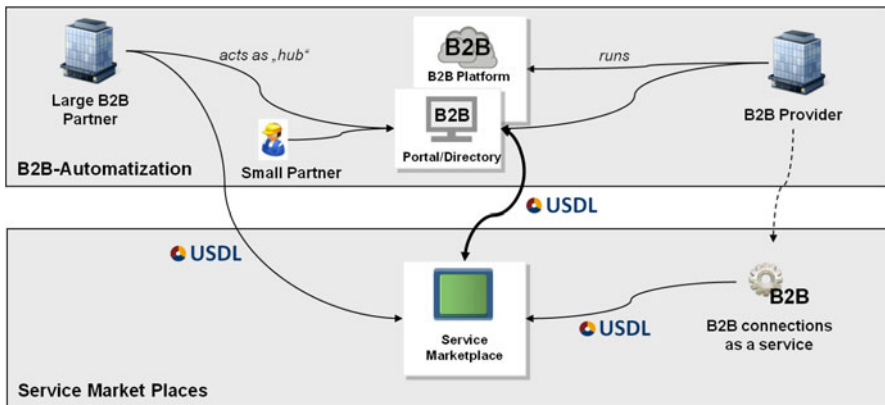 B2B
B2B Platform
acts as „hub“
runs
Large B2B
Partner
B2B
Portal/Directory
B2B Provider
Small Partner
B2B-Automatization
USDL
USDL
B2B
USDL
Service
Marketplace
B2B connections
as a service
Service Market Places